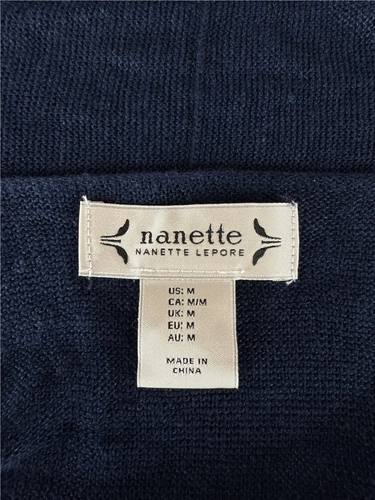 nanette
NANETTE LEPORE
US: M
CA: M/M
UK: M
EU: M
AU: M
MADE IN
CHINA